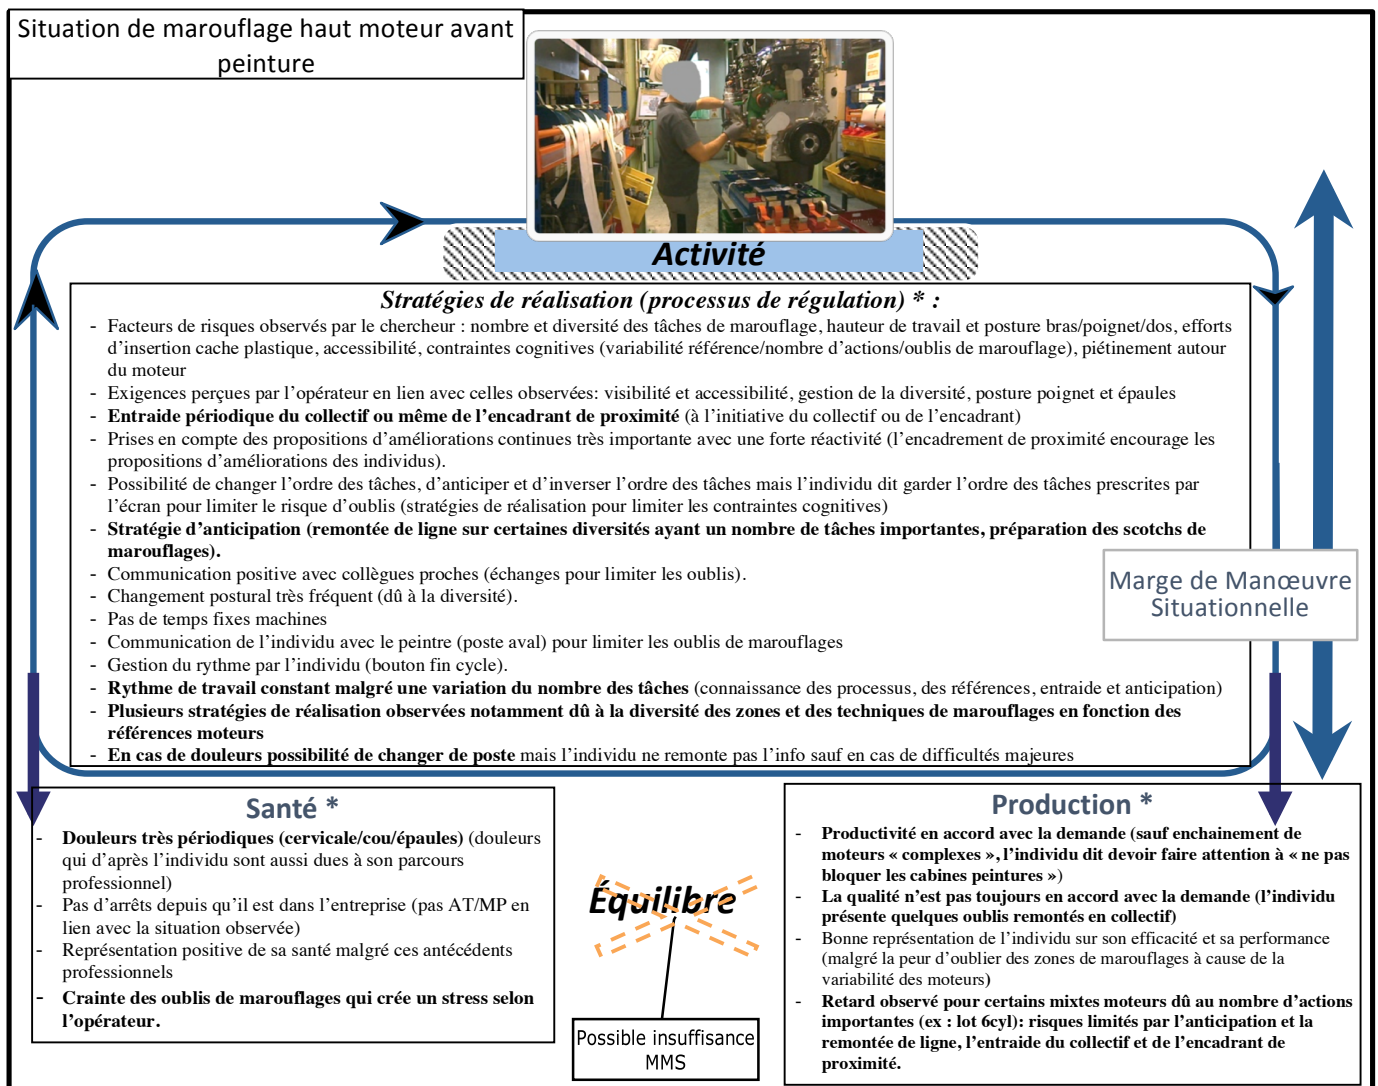 Situation de marouflage haut moteur avant
peinture
Activité
Stratégies de réalisation (processus de régulation) * :
- Facteurs de risques observés par le chercheur : nombre et diversité des tâches de marouflage, hauteur de travail et posture bras/poignet/dos, efforts
d’insertion cache plastique, accessibilité, contraintes cognitives (variabilité référence/nombre d’actions/oublis de marouflage), piétinement autour
du moteur
- Exigences perçues par l’opérateur en lien avec celles observées: visibilité et accessibilité, gestion de la diversité, posture poignet et épaules
- Entraide périodique du collectif ou même de l’encadrant de proximité (à l’initiative du collectif ou de l’encadrant)
- Prises en compte des propositions d’améliorations continues très importante avec une forte réactivité (l’encadrement de proximité encourage les
propositions d’améliorations des individus).
- Possibilité de changer l’ordre des tâches, d’anticiper et d’inverser l’ordre des tâches mais l’individu dit garder l’ordre des tâches prescrites par
l’écran pour limiter le risque d’oublis (stratégies de réalisation pour limiter les contraintes cognitives)
- Stratégie d’anticipation (remontée de ligne sur certaines diversités ayant un nombre de tâches importantes, préparation des scotchs de
marouflages).
- Communication positive avec collègues proches (échanges pour limiter les oublis).
- Changement postural très fréquent (dû à la diversité).
- Pas de temps fixes machines
- Communication de l’individu avec le peintre (poste aval) pour limiter les oublis de marouflages
- Gestion du rythme par l’individu (bouton fin cycle).
- Rythme de travail constant malgré une variation du nombre des tâches (connaissance des processus, des références, entraide et anticipation)
- Plusieurs stratégies de réalisation observées notamment dû à la diversité des zones et des techniques de marouflages en fonction des
références moteurs
- En cas de douleurs possibilité de changer de poste mais l’individu ne remonte pas l’info sauf en cas de difficultés majeures
Marge de Manœuvre
Situationnelle
Santé *
- Douleurs très périodiques (cervicale/cou/épaules) (douleurs
qui d’après l’individu sont aussi dues à son parcours
professionnel)
- Pas d’arrêts depuis qu’il est dans l’entreprise (pas AT/MP en
lien avec la situation observée)
- Représentation positive de sa santé malgré ces antécédents
professionnels
- Crainte des oublis de marouflages qui crée un stress selon
l’opérateur.
Équilibre
Possible insuffisance
MMS
Production *
- Productivité en accord avec la demande (sauf enchainement de
moteurs « complexes », l’individu dit devoir faire attention à « ne pas
bloquer les cabines peintures »)
- La qualité n’est pas toujours en accord avec la demande (l’individu
présente quelques oublis remontés en collectif)
- Bonne représentation de l’individu sur son efficacité et sa performance
(malgré la peur d’oublier des zones de marouflages à cause de la
variabilité des moteurs)
- Retard observé pour certains mixtes moteurs dû au nombre d’actions
importantes (ex : lot 6cyl): risques limités par l’anticipation et la
remontée de ligne, l’entraide du collectif et de l’encadrant de
proximité.